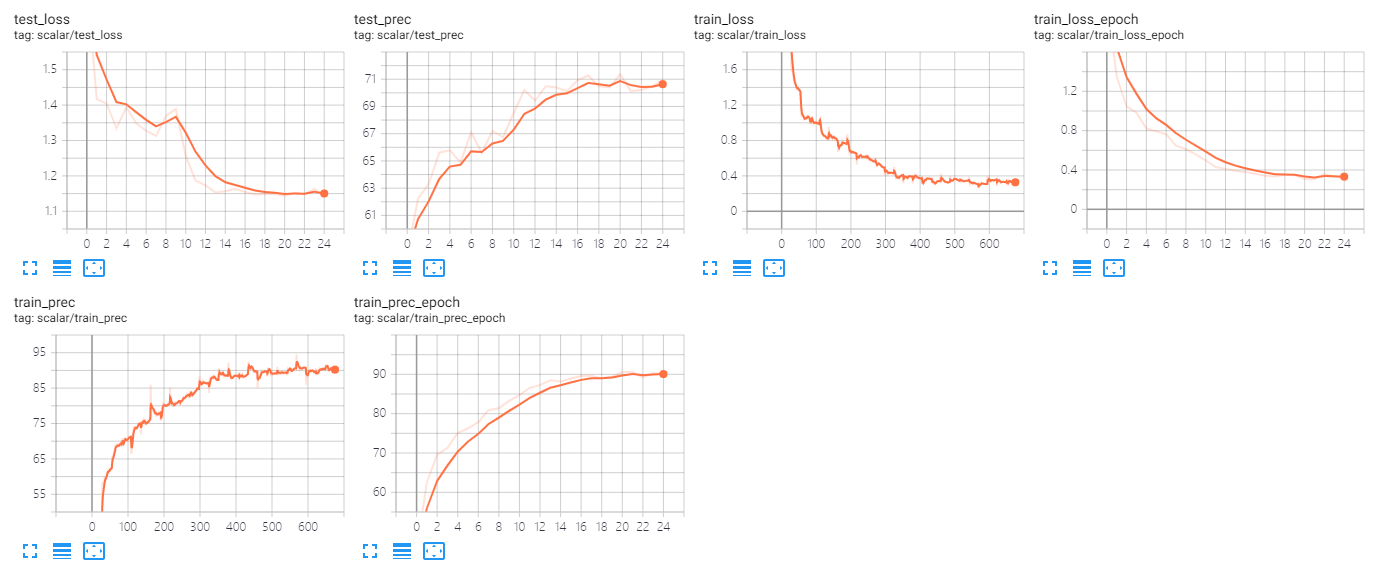 test_loss
tag: scalar/test_loss
1.5
1.4
1.3
1.2
1.1
0 2 4 6 8 10 12 14 16 18 20 22 24
test_prec
tag: scalar/test_prec
71
69
67
65
63
61
0 2 4 6 8 10 12 14 16 18 20 22 24
train_loss
tag: scalar/train_loss
1.6
1.2
0.8
0.4
0
0 100 200 300 400 500 600
train_loss_epoch
tag: scalar/train_loss_epoch
1.2
0.8
0.4
0
0 2 4 6 8 10 12 14 16 18 20 22 24
train_prec
tag: scalar/train_prec
95
85
75
65
55
0 100 200 300 400 500 600
train_prec_epoch
tag: scalar/train_prec_epoch
90
80
70
60
0 2 4 6 8 10 12 14 16 18 20 22 24